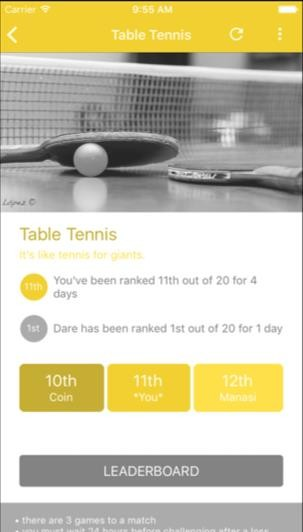 Carrier 9:55 AM
Table Tennis
López ©
Table Tennis
It's like tennis for giants.
11th
You've been ranked 11th out of 20 for 4
days
1st
Dare has been ranked 1st out of 20 for 1 day
10th
Coin
11th
*You*
12th
Manasi
LEADERBOARD
• there are 3 games to a match
• you must wait 24 hours before challenging after a loss